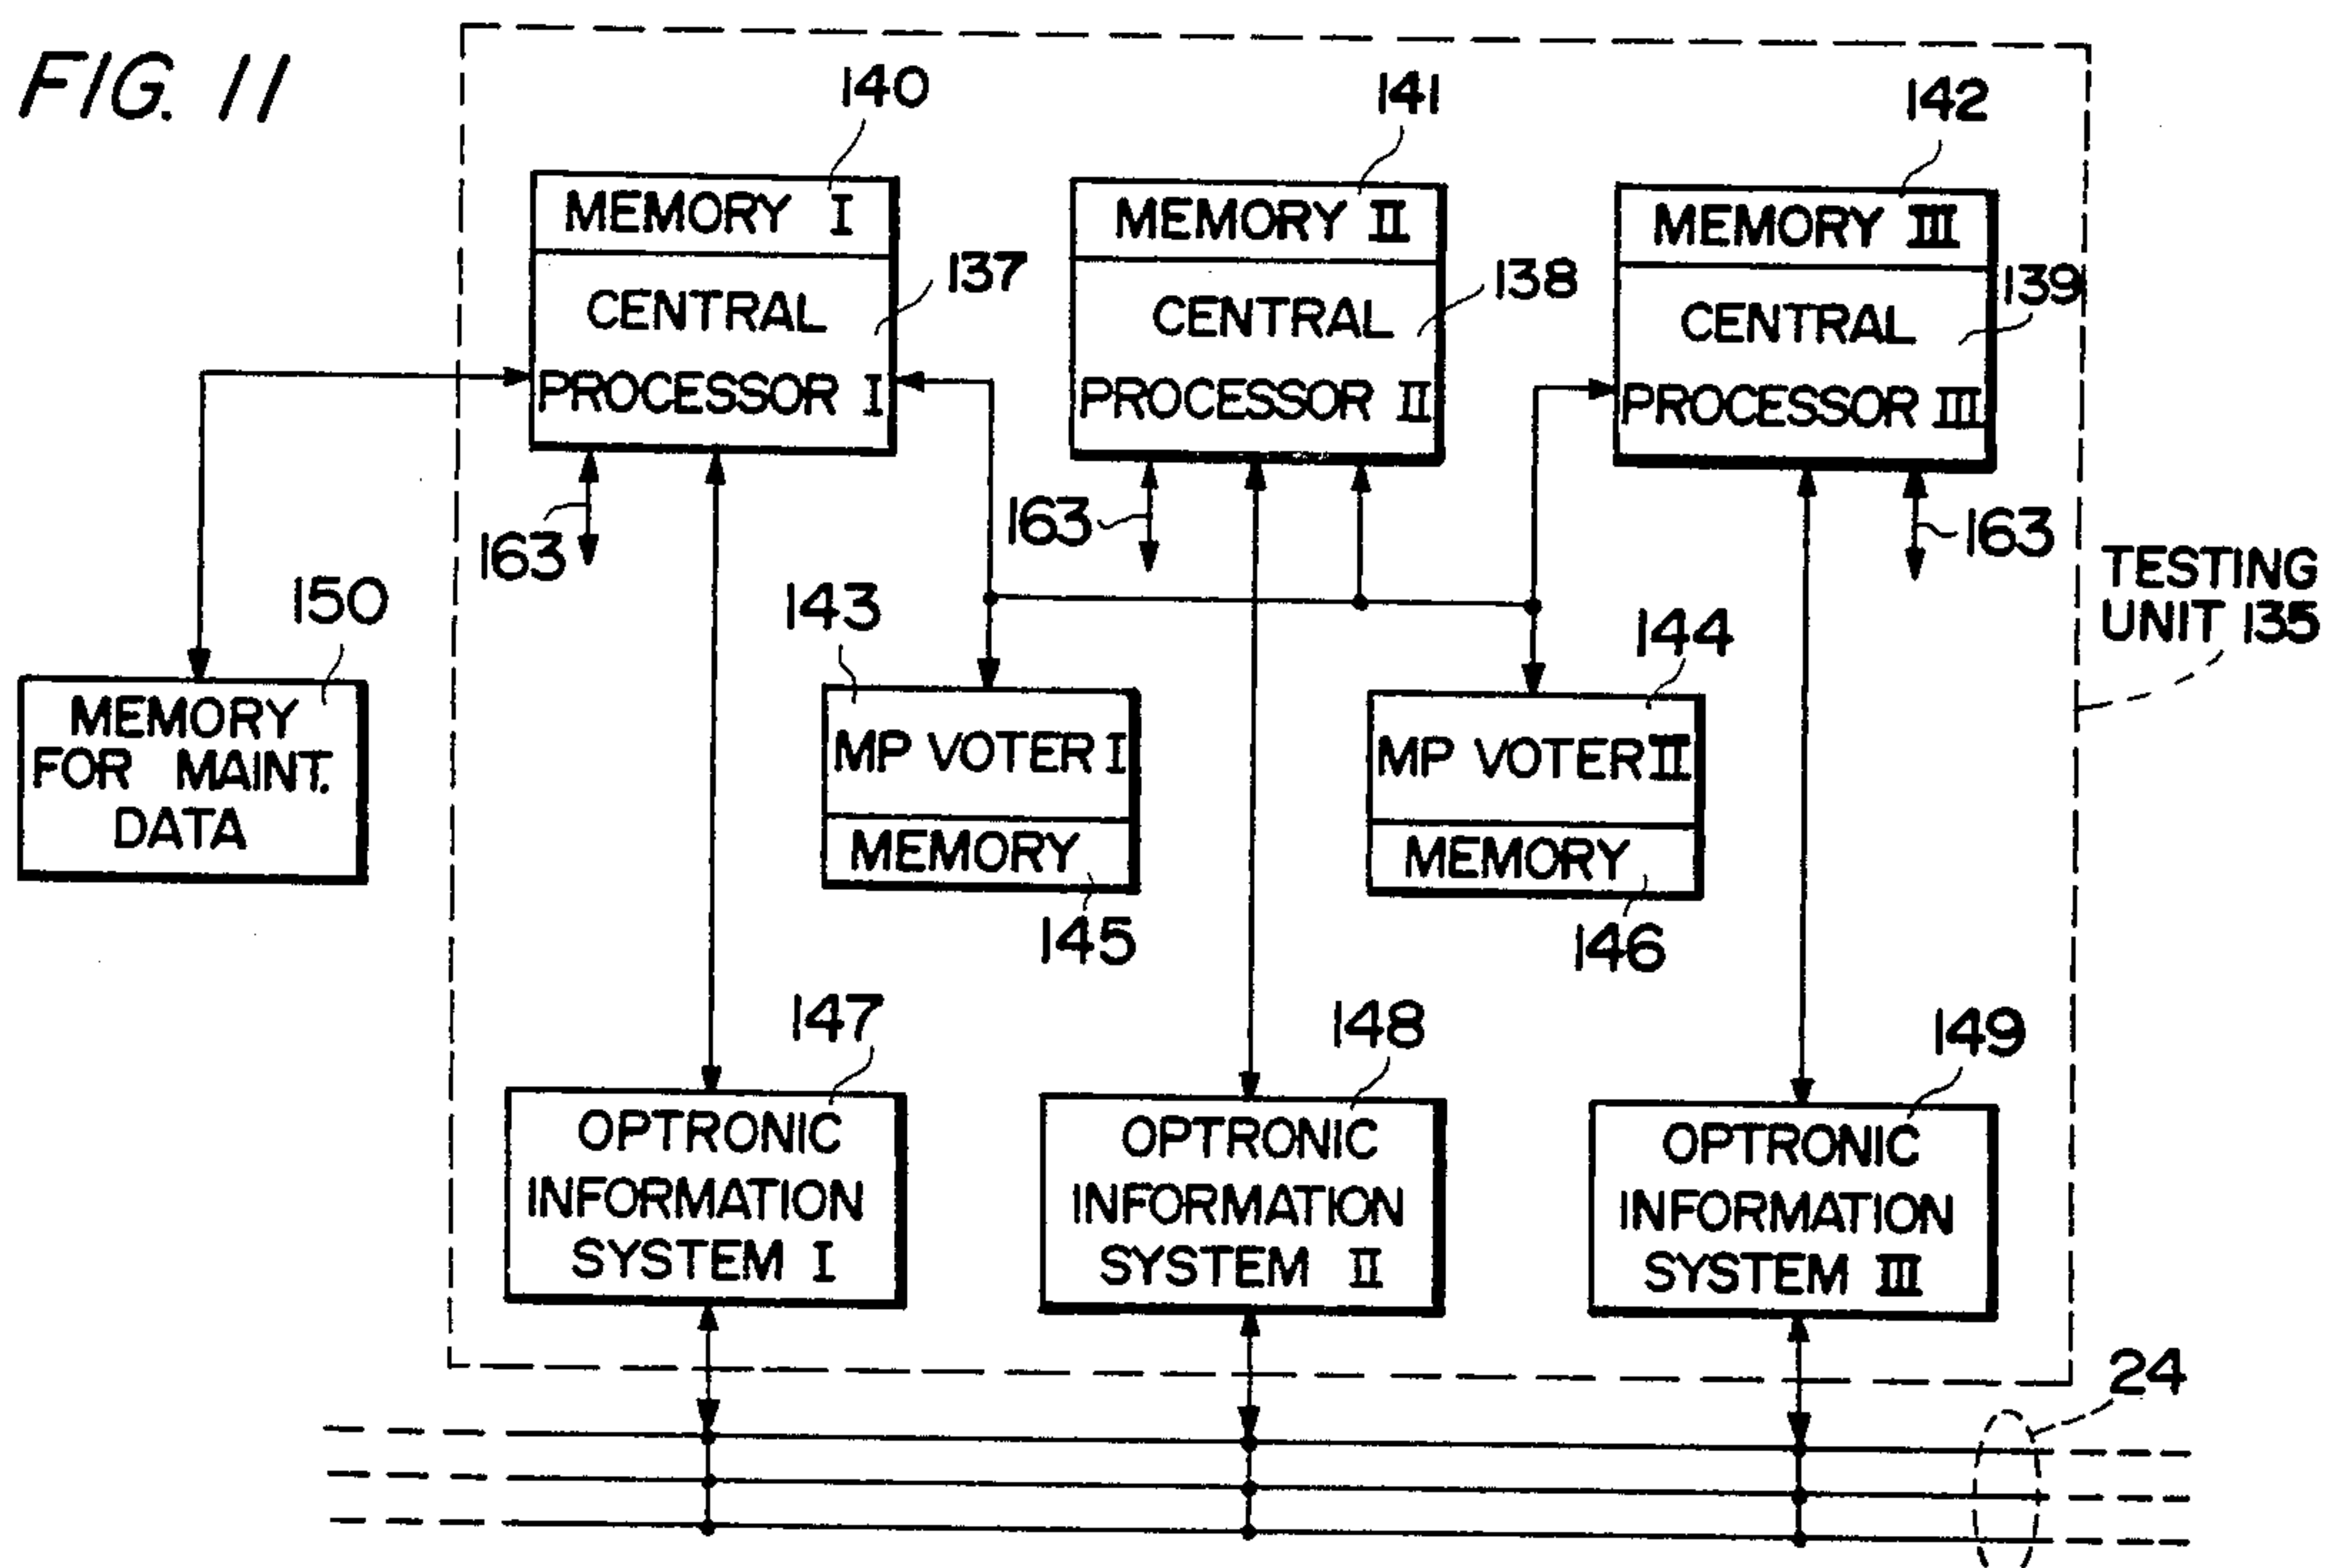 FIG. 11
140
141
142
MEMORY I
MEMORY II
MEMORY III
137
138
139
CENTRAL
PROCESSOR I
CENTRAL
PROCESSOR II
CENTRAL
PROCESSOR III
163
163
163
TESTING
UNIT 135
150
MEMORY
FOR MAINT.
DATA
143
144
MP VOTER I
MP VOTER II
MEMORY
MEMORY
145
146
147
148
149
OPTRONIC
INFORMATION
SYSTEM I
OPTRONIC
INFORMATION
SYSTEM II
OPTRONIC
INFORMATION
SYSTEM III
24